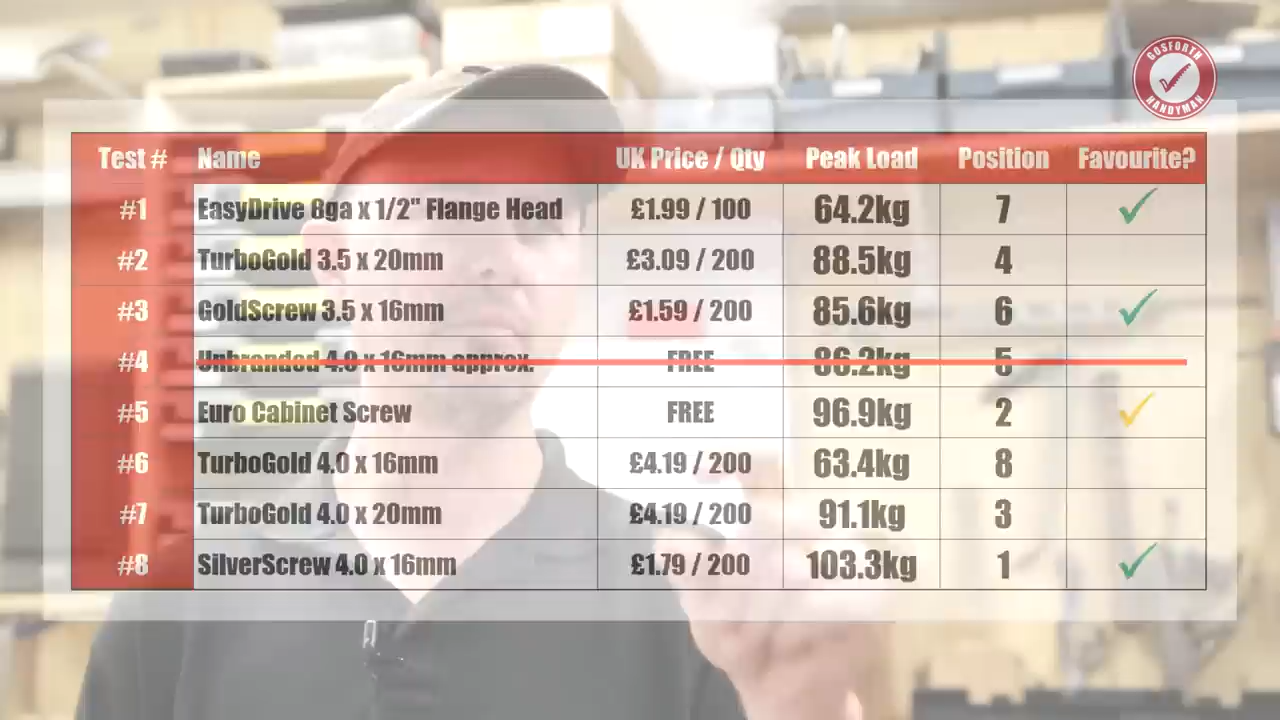 GOSFORTH
HANDYMAN
Test # Name UK Price / Qty Peak Load Position Favourite?
#1 EasyDrive 8ga x 1/2" Flange Head £1.99 / 100 64.2kg 7
#2 TurboGold 3.5 x 20mm £3.09 / 200 88.5kg 4
#3 GoldScrew 3.5 x 16mm £1.59 / 200 85.6kg 6
#4 Unbranded 4.0 x 16mm approx. FREE 86.2kg 5
#5 Euro Cabinet Screw FREE 96.9kg 2
#6 TurboGold 4.0 x 16mm £4.19 / 200 63.4kg 8
#7 TurboGold 4.0 x 20mm £4.19 / 200 91.1kg 3
#8 SilverScrew 4.0 x 16mm £1.79 / 200 103.3kg 1